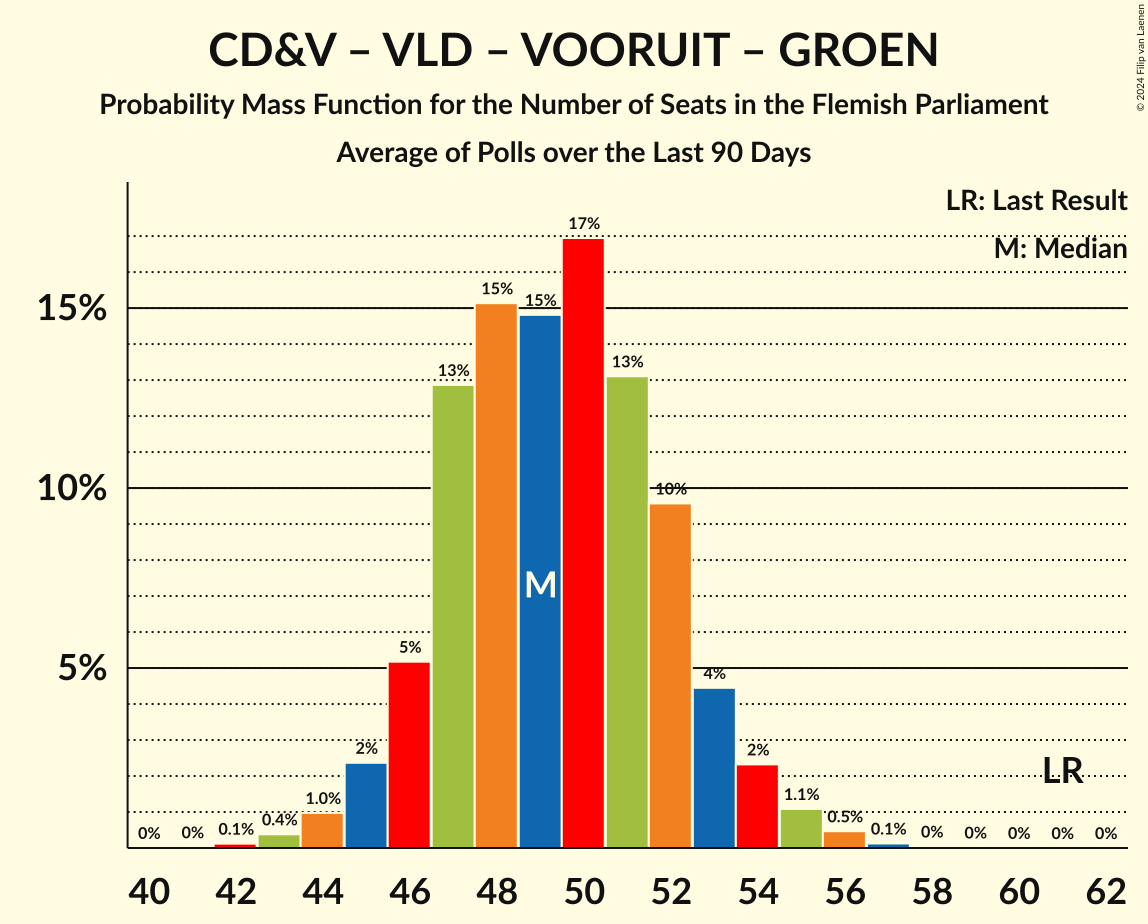 CD&V – VLD – VOORUIT – GROEN
Probability Mass Function for the Number of Seats in the Flemish Parliament
Average of Polls over the Last 90 Days
© 2024 Filip van Laenen
LR: Last Result
M: Median
15%
10%
5%
0% 0% 0.1% 0.4% 1.0% 2% 5% 13% 15% 15% 17% 13% 10% 4% 2% 1.1% 0.5% 0.1% 0% 0% 0% 0% 0%
M
LR
40 42 44 46 48 50 52 54 56 58 60 62